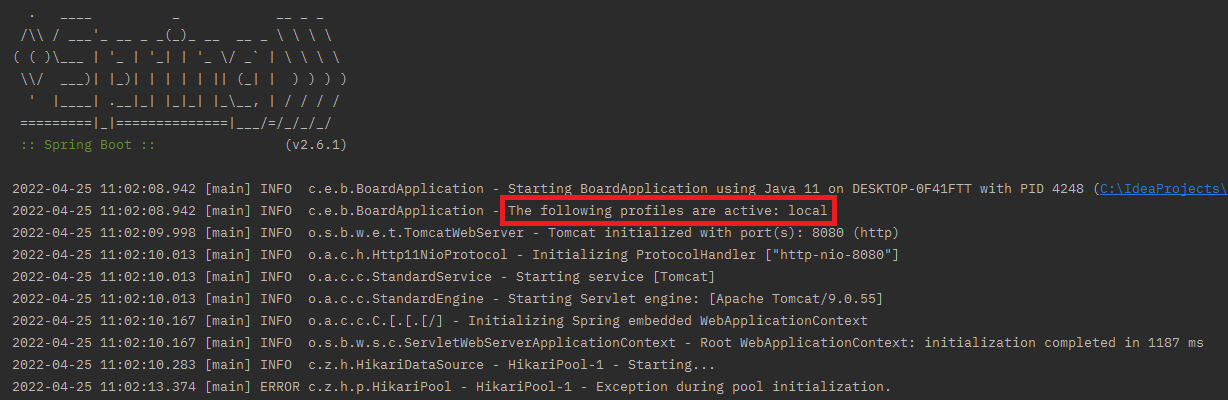 .   ____          _            __ _ _
 /\\ / ___'_ __ _ _(_)_ __  __ _ \ \ \ \
( ( )\___ | '_ | '_| | '_ \/ _` | \ \ \ \
 \\/  ___)| |_)| | | | | || (_| |  ) ) ) )
  '  |____| .__|_| |_|_| |_\__, | / / / /
 =========|_|==============|___/=/_/_/_/
 :: Spring Boot ::                (v2.6.1)
2022-04-25 11:02:08.942 [main] INFO  c.e.b.BoardApplication - Starting BoardApplication using Java 11 on DESKTOP-0F41FTT with PID 4248 (C:\IdeaProjects\
2022-04-25 11:02:08.942 [main] INFO  c.e.b.BoardApplication - The following profiles are active: local
2022-04-25 11:02:09.998 [main] INFO  o.s.b.w.e.t.TomcatWebServer - Tomcat initialized with port(s): 8080 (http)
2022-04-25 11:02:10.013 [main] INFO  o.a.c.h.Http11NioProtocol - Initializing ProtocolHandler ["http-nio-8080"]
2022-04-25 11:02:10.013 [main] INFO  o.a.c.c.StandardService - Starting service [Tomcat]
2022-04-25 11:02:10.013 [main] INFO  o.a.c.c.StandardEngine - Starting Servlet engine: [Apache Tomcat/9.0.55]
2022-04-25 11:02:10.167 [main] INFO  o.a.c.c.C.[.[.[/] - Initializing Spring embedded WebApplicationContext
2022-04-25 11:02:10.167 [main] INFO  o.s.b.w.s.c.ServletWebServerApplicationContext - Root WebApplicationContext: initialization completed in 1187 ms
2022-04-25 11:02:10.283 [main] INFO  c.z.h.HikariDataSource - HikariPool-1 - Starting...
2022-04-25 11:02:13.374 [main] ERROR c.z.h.p.HikariPool - HikariPool-1 - Exception during pool initialization.